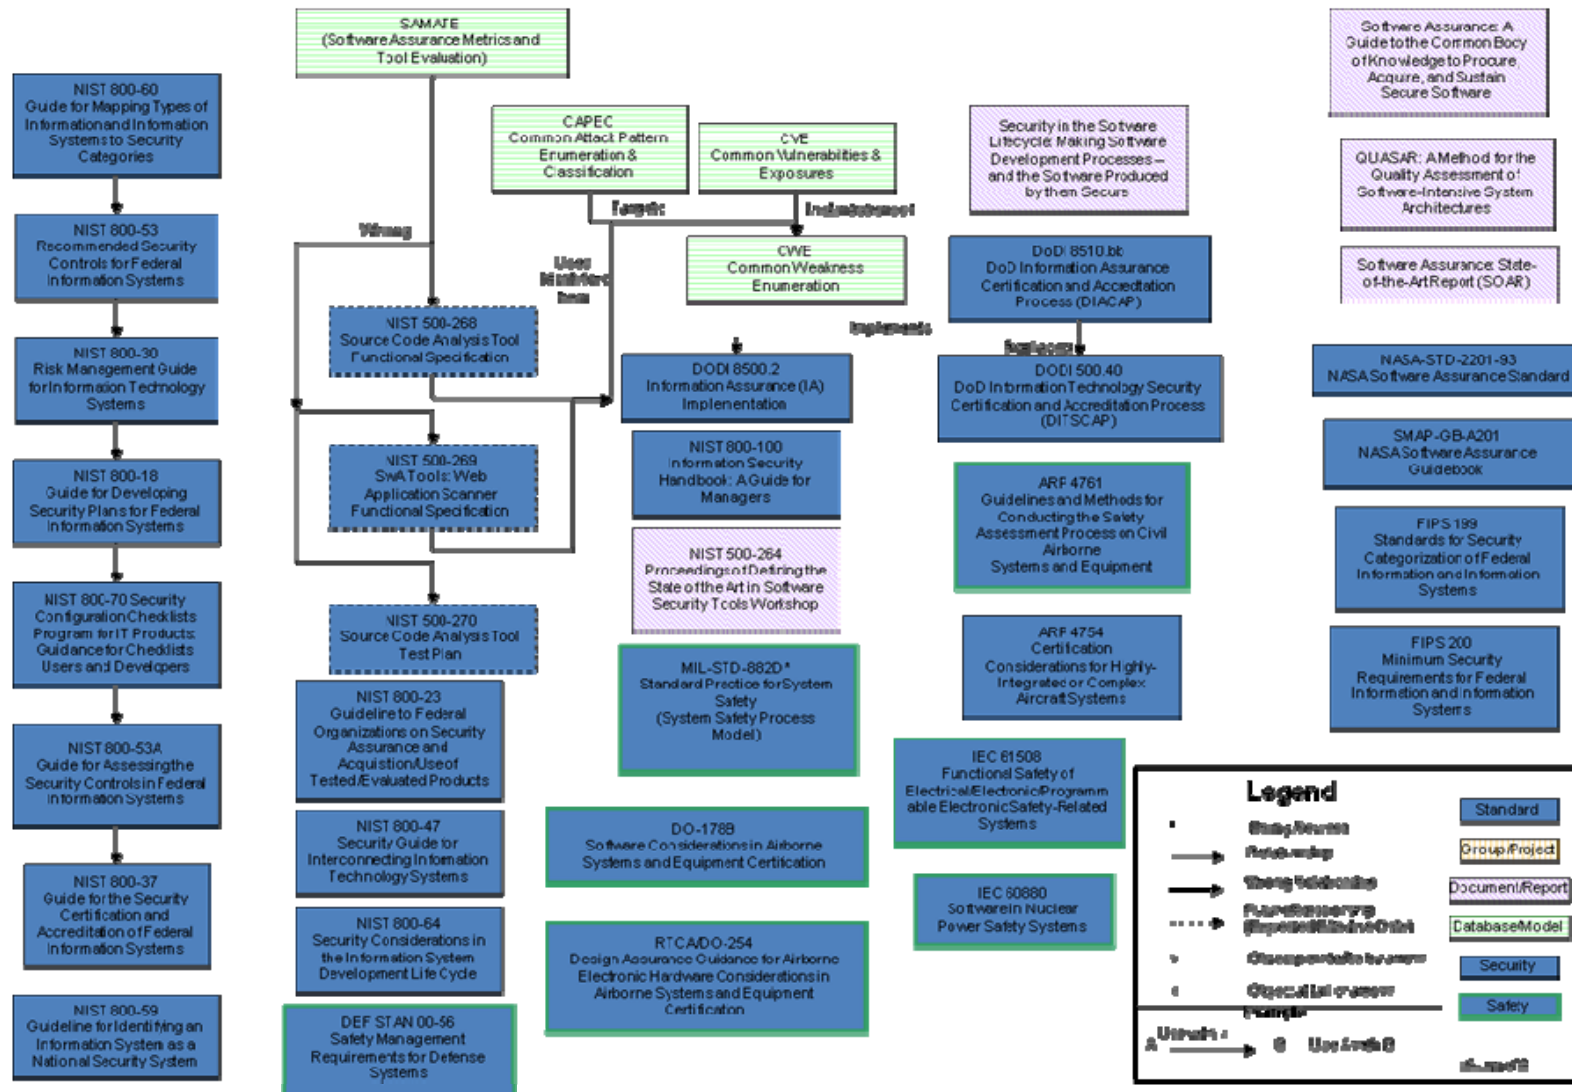 SAMATE
(Software Assurance Metrics and
Tool Evaluation)
NIST 800-60
Guide for Mapping Types of
Information and Information
Systems to Security
Categories
NIST 800-53
Recommended Security
Controls for Federal
Information Systems
NIST 800-30
Risk Management Guide
for Information Technology
Systems
NIST 800-18
Guide for Developing
Security Plans for Federal
Information Systems
NIST 800-70 Security
Configuration Checklists
Program for IT Products:
Guidance for Checklists
Users and Developers
NIST 800-53A
Guide for Assessing the
Security Controls in Federal
Information Systems
NIST 800-37
Guide for the Security
Certification and
Accreditation of Federal
Information Systems
NIST 800-59
Guideline for Identifying an
Information System as a
National Security System
CAPEC
Common Attack Pattern
Enumeration &
Classification
CVE
Common Vulnerabilities &
Exposures
Targets
CWE
Common Weakness
Enumeration
NIST 500-268
Source Code Analysis Tool
Functional Specification
NIST 500-269
SwA Tools: Web
Application Scanner
Functional Specification
NIST 500-270
Source Code Analysis Tool
Test Plan
NIST 800-23
Guideline to Federal
Organizations on Security
Assurance and
Acquistion/Use of
Tested/Evaluated Products
NIST 800-47
Security Guide for
Interconnecting Information
Technology Systems
NIST 800-64
Security Considerations in
the Information System
Development Life Cycle
DEF STAN 00-56
Safety Management
Requirements for Defense
Systems
Implements
DODI 8500.2
Information Assurance (IA)
Implementation
NIST 800-100
Information Security
Handbook: A Guide for
Managers
NIST 500-264
Proceedings of Defining the
State of the Art in Software
Security Tools Workshop
MIL-STD-882D*
Standard Practice for System
Safety
(System Safety Process
Model)
DO-178B
Software Considerations in Airborne
Systems and Equipment Certification
RTCA/DO-254
Design Assurance Guidance for Airborne
Electronic Hardware Considerations in
Airborne Systems and Equipment
Certification
Security in the Software
Lifecycle: Making Software
Development Processes –
and the Software Produced
by them Secure
DoDI 8510.bb
DoD Information Assurance
Certification and Accredtation
Process (DIACAP)
DODI 500.40
DoD Information Technology Security
Certification and Accreditation Process
(DITSCAP)
ARP 4761
Guidelines and Methods for
Conducting the Safety
Assessment Process on Civil
Airborne
Systems and Equipment
ARP 4754
Certification
Considerations for Highly-
Integrated or Complex
Aircraft Systems
IEC 61508
Functional Safety of
Electrical/Electronic/Programm
able Electronic Safety-Related
Systems
IEC 60880
Software in Nuclear
Power Safety Systems
Software Assurance: A
Guide to the Common Body
of Knowledge to Procure,
Acquire, and Sustain
Secure Software
QUASAR: A Method for the
Quality Assessment of
Software-Intensive System
Architectures
Software Assurance: State-
of-the-Art Report (SOAR)
NASA-STD-2201-93
NASA Software Assurance Standard
SMAP-GB-A201
NASA Software Assurance
Guidebook
FIPS 199
Standards for Security
Categorization of Federal
Information and Information
Systems
FIPS 200
Minimum Security
Requirements for Federal
Information and Information
Systems
Legend
Standard
Group/Project
Document/Report
Database/Model
Security
Safety
Relationship
Strong Relationship
Example